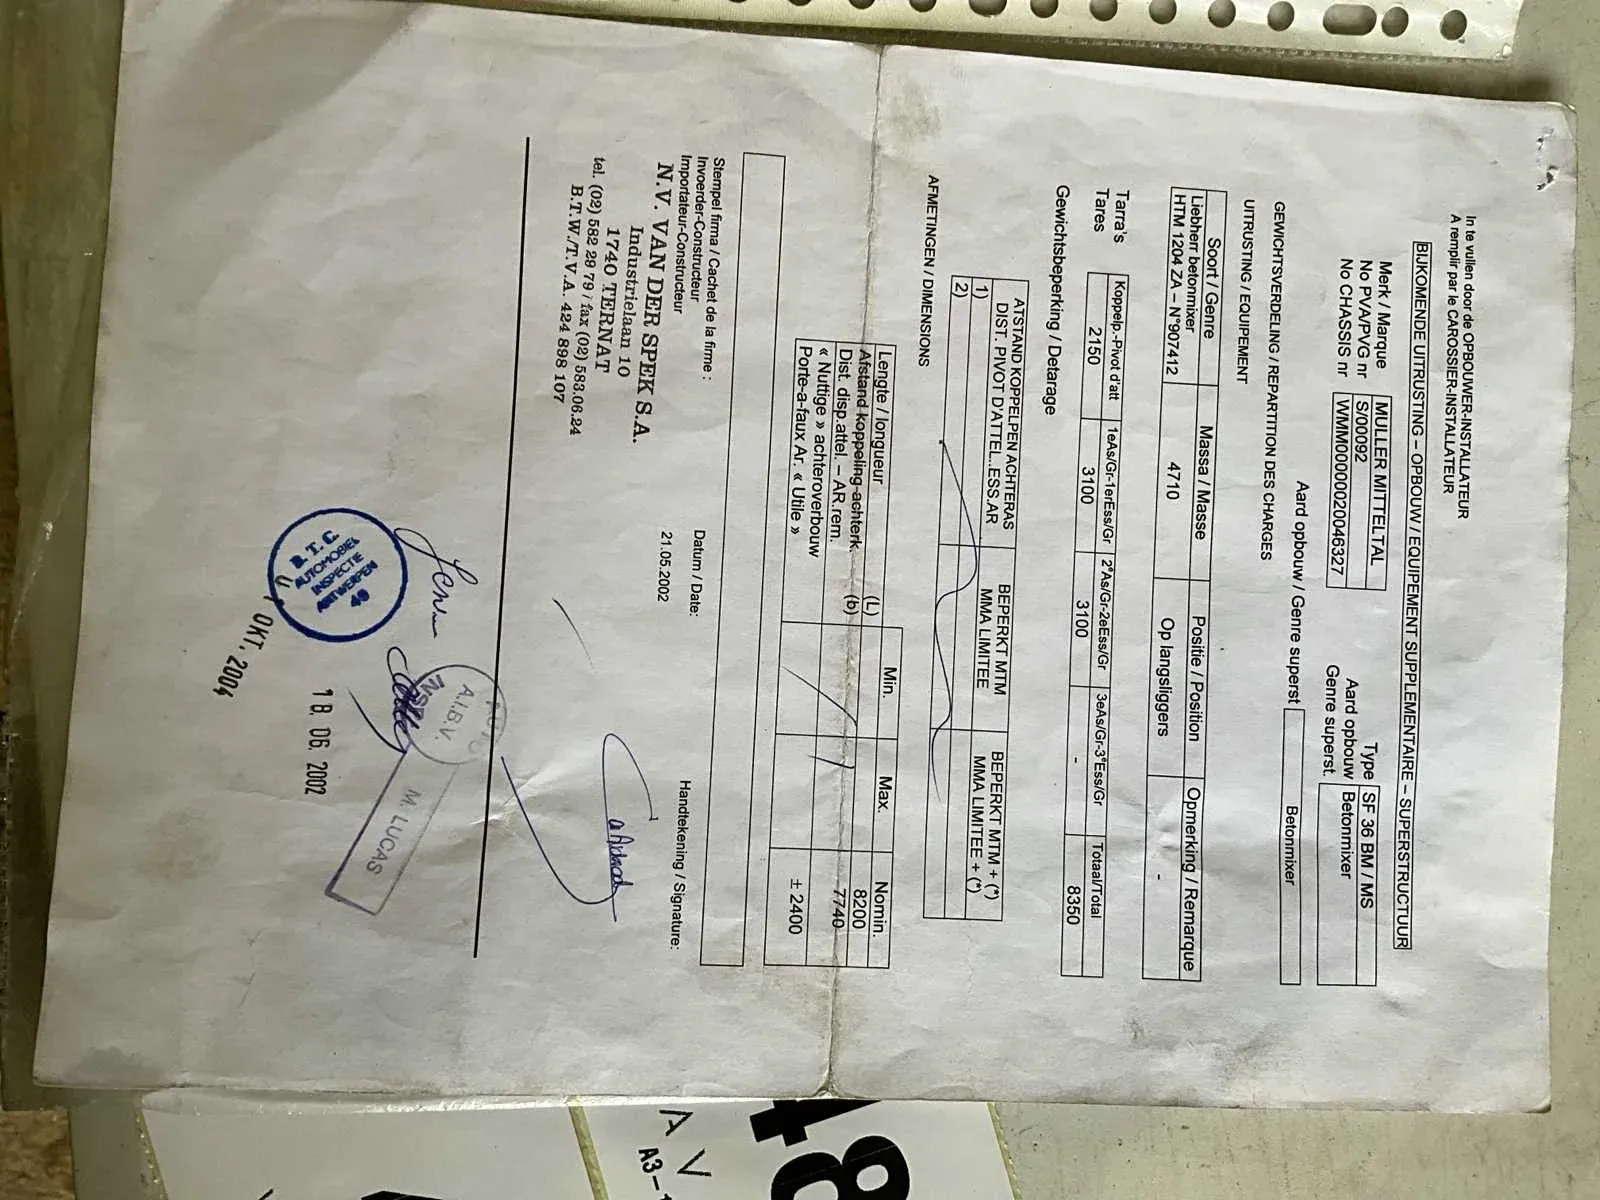 In te vullen door de OPBOUWER-INSTALLATEUR
A remplir par le CAROSSIER-INSTALLATEUR
BIJKOMENDE UITRUSTING – OPBOUW / EQUIPEMENT SUPPLEMENTAIRE – SUPERSTRUCTUUR
Merk / Marque MULLER MITTELTAL Type SF 36 BM / MS
No PVA/PVG nr S/00092 Aard opbouw Betonmixer
No CHASSIS nr WMM00000020046327 Genre superst.
Aard opbouw / Genre superst Betonmixer
GEWICHTSVERDELING / REPARTITION DES CHARGES
UITRUSTING / EQUIPEMENT
Soort / Genre Massa / Masse Positie / Position Opmerking / Remarque
Liebherr betonmixer 4710 Op langsliggers -
HTM 1204 ZA – N°907412
Koppelp.-Pivot d'att 1eAs/Gr-1erEss/Gr 2°As/Gr-2eEss/Gr 3eAs/Gr-3°Ess/Gr Totaal/Total
Tarra's 2150 3100 3100 - 8350
Tares
Gewichtsbeperking / Detarage
ATSTAND KOPPELPEN ACHTERAS BEPERKT MTM BEPERKT MTM + (*)
DIST. PIVOT D'ATTEL..ESS.AR MMA LIMITEE MMA LIMITEE + (*)
1)
2)
AFMETINGEN / DIMENSIONS
Min. Max. Nomin.
Lengte / longueur (L) 8200
Afstand koppeling-achterk. (b) 7740
Dist. disp.attel. – AR.rem.
« Nuttige » achteroverbouw ± 2400
Porte-a-faux Ar. « Utile »
Stempel firma / Cachet de la firme : Datum / Date: Handtekening / Signature:
Invoerder-Constructeur
Importateur-Constructeur 21.05.2002
N.V. VAN DER SPEK S.A.
Industrielaan 10
1740 TERNAT
tel. (02) 582 29 79 / fax (02) 583.06.24
B.T.W./T.V.A. 424 898 107
A.I.B.V.
INSP
M. LUCAS
B.T.C.
AUTOMOBIEL
INSPECTIE
ANTWERPEN
49
18. 06. 2002
OKT. 2004
48
A V
A3-